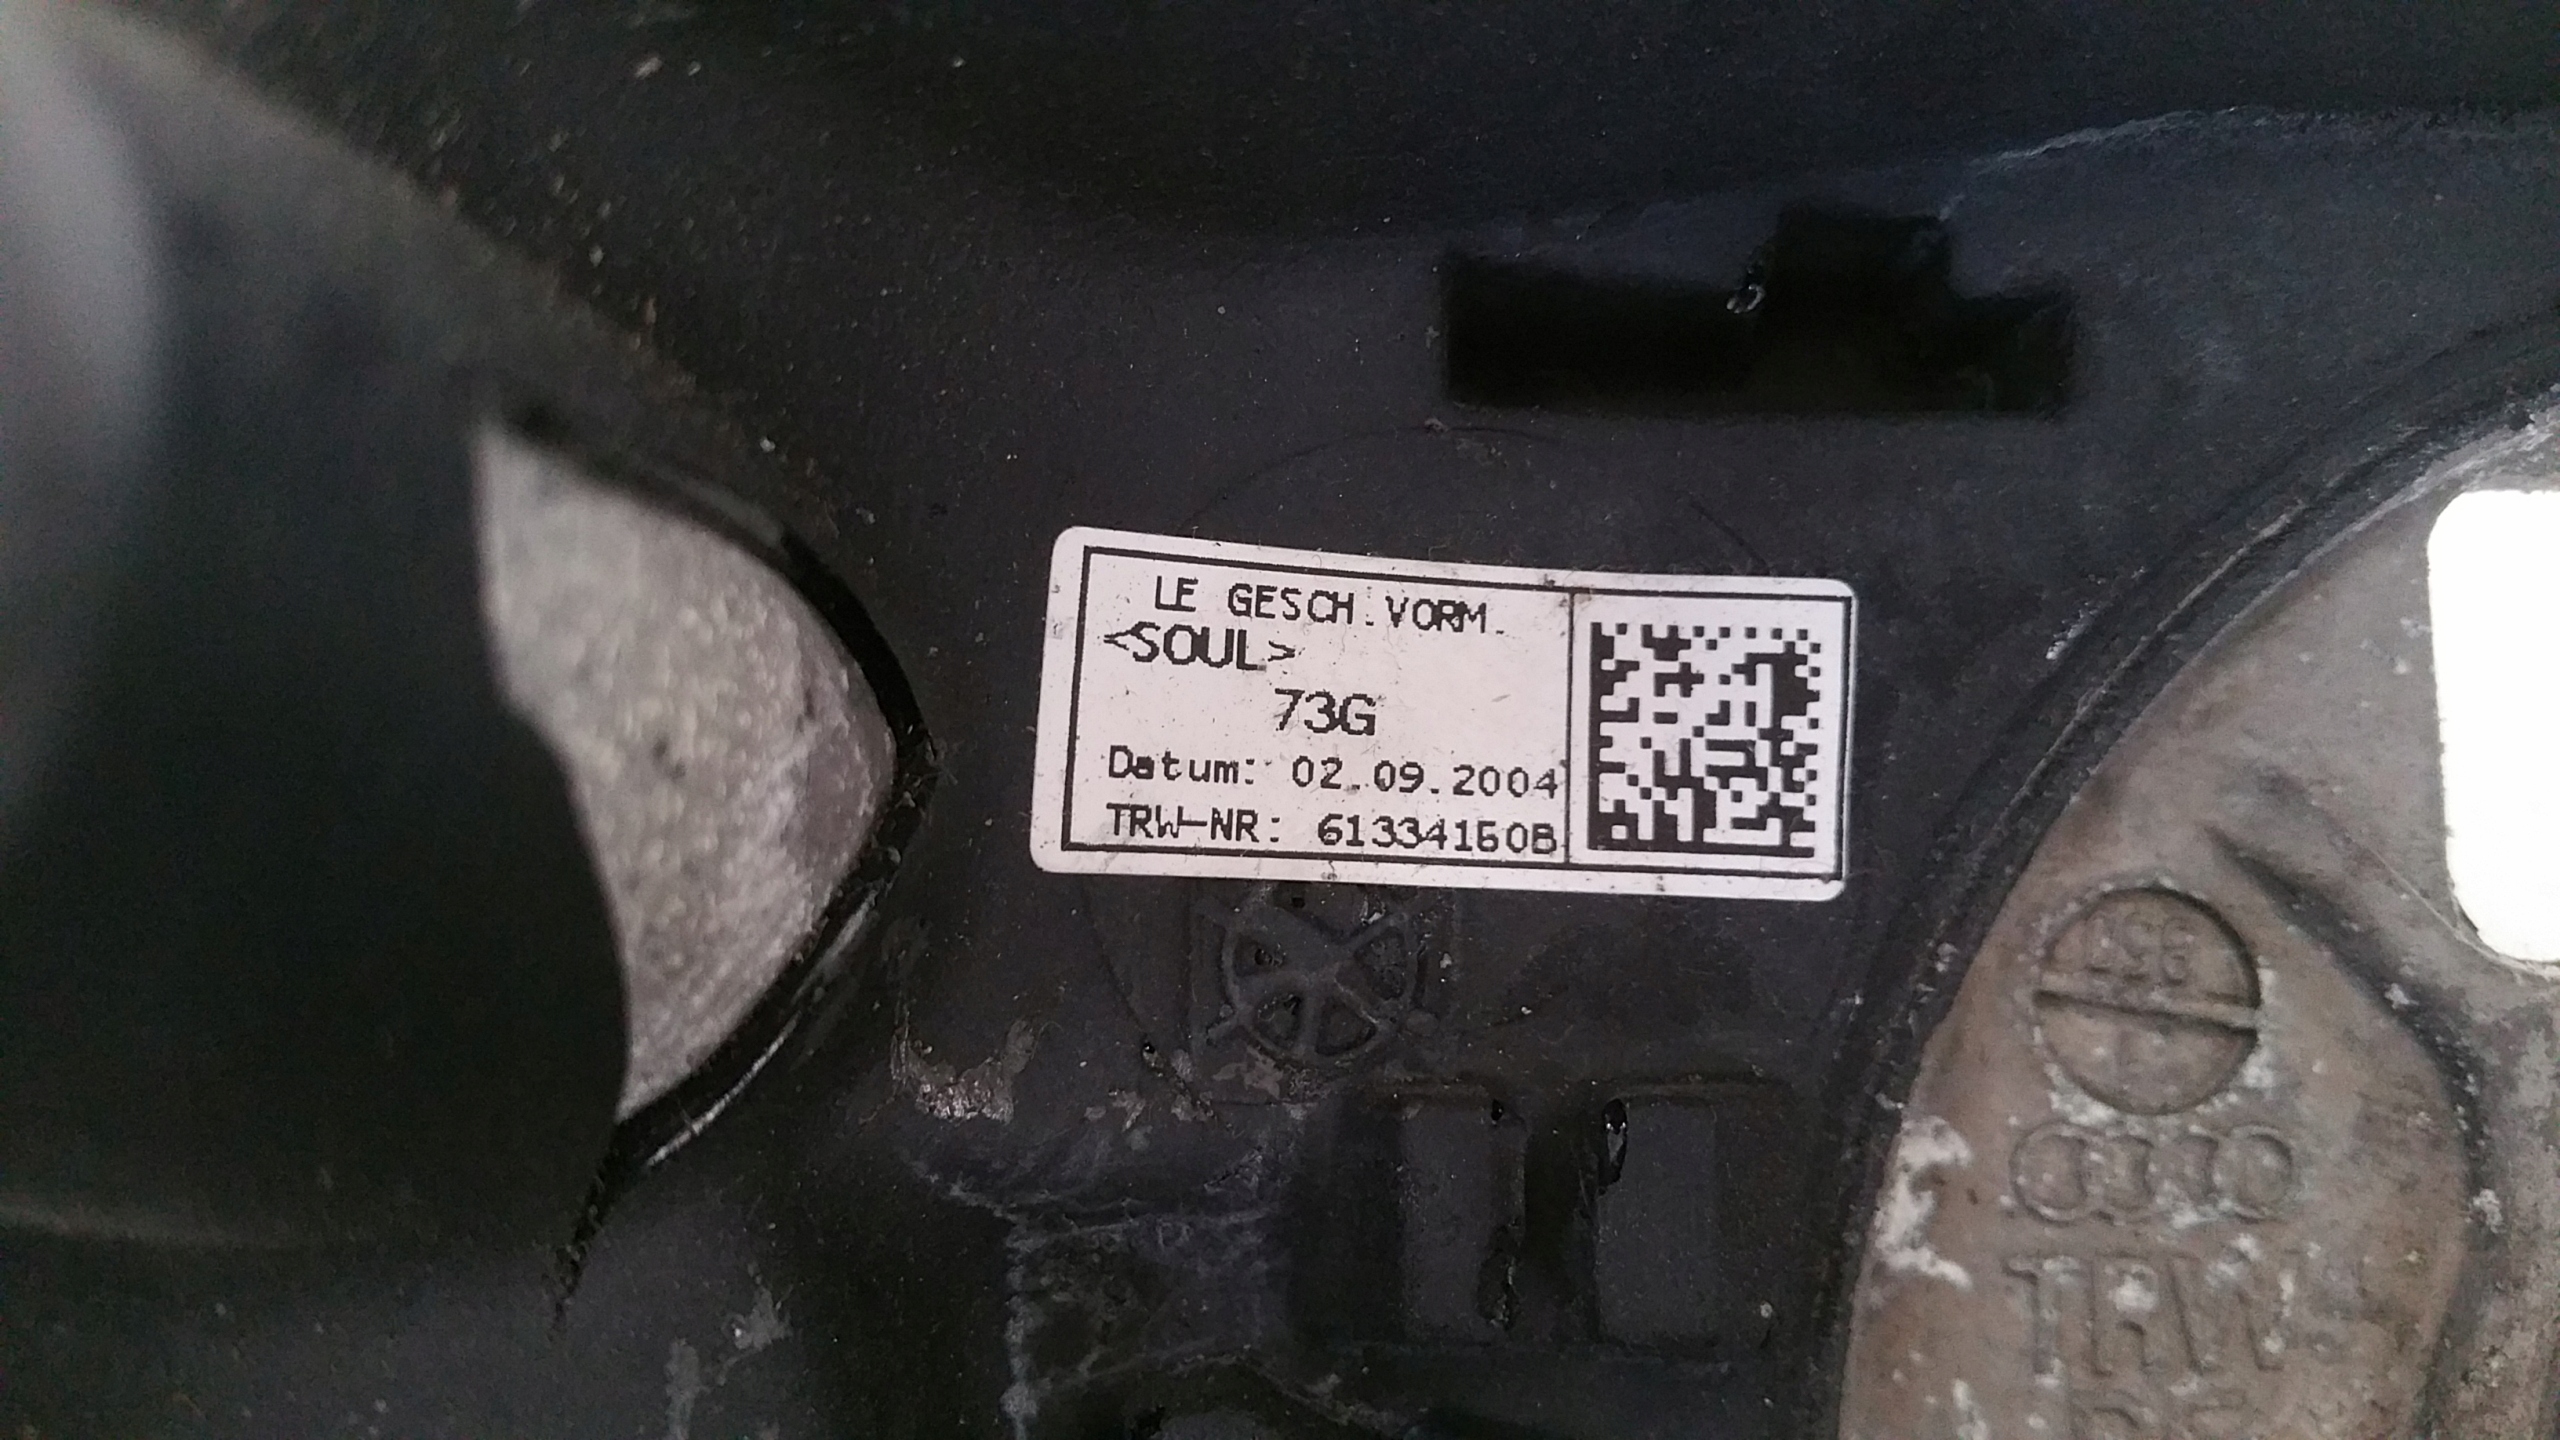 LE GESCH.VORM.
<SOUL>
73G
Datum: 02.09.2004
TRW-NR: 61334160B
TRW